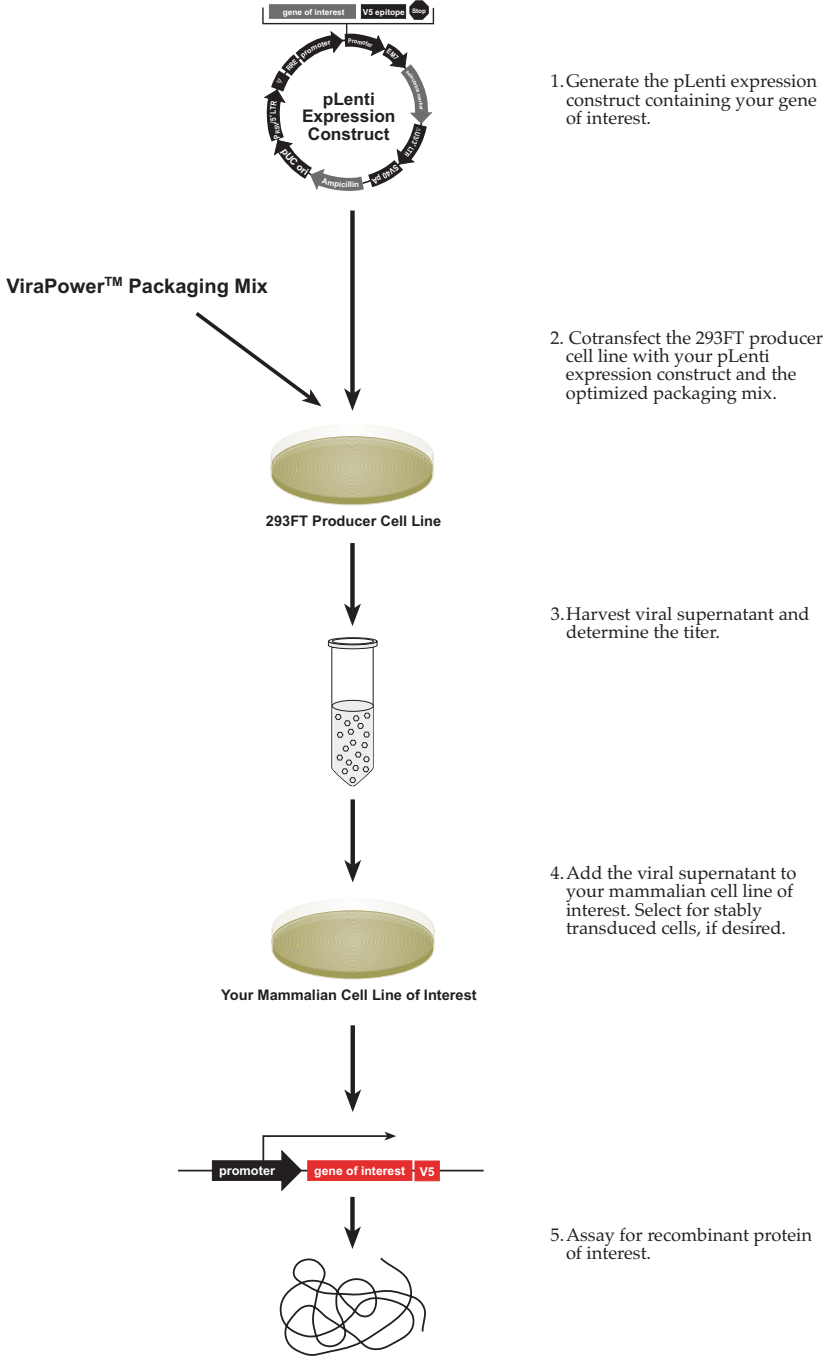 gene of interest V5 epitope Stop
promoter Promoter EM7
RRE
Ψ
PRSV/5' LTR
ΔU3/3' LTR
SV40 pA
Ampicillin
pUC ori
pLenti
Expression
Construct
1. Generate the pLenti expression
construct containing your gene
of interest.
ViraPower™ Packaging Mix
2. Cotransfect the 293FT producer
cell line with your pLenti
expression construct and the
optimized packaging mix.
293FT Producer Cell Line
3. Harvest viral supernatant and
determine the titer.
4. Add the viral supernatant to
your mammalian cell line of
interest. Select for stably
transduced cells, if desired.
Your Mammalian Cell Line of Interest
promoter gene of interest V5
5. Assay for recombinant protein
of interest.